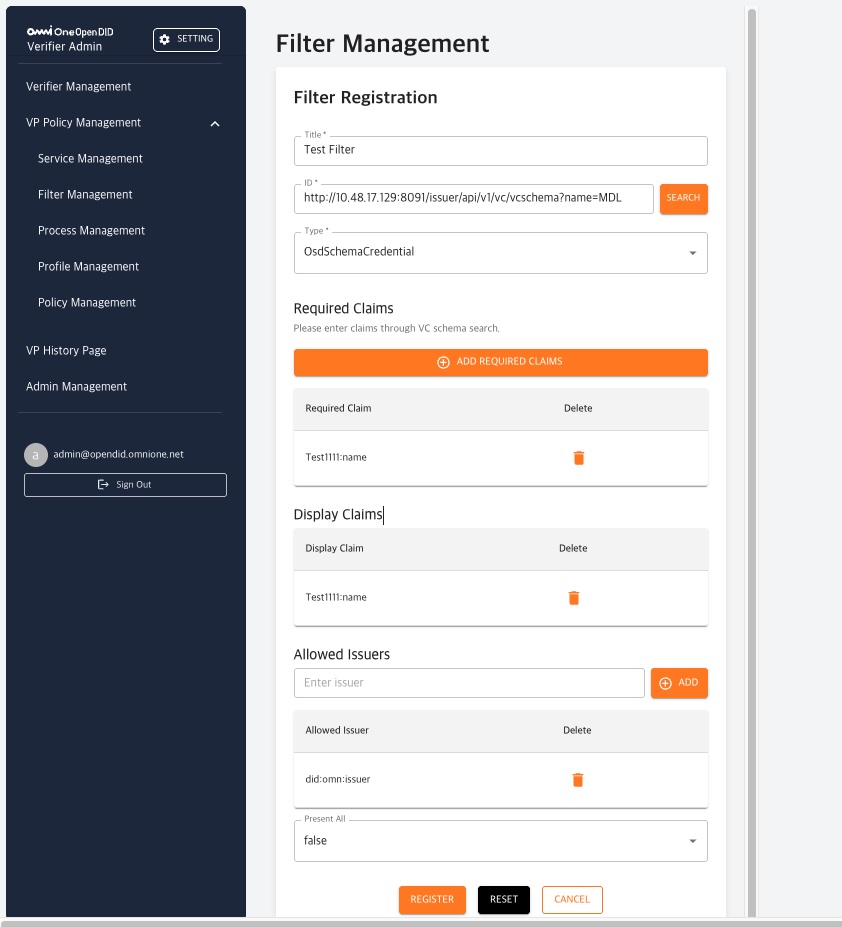 Omni One Open DID
Verifier Admin
SETTING
Verifier Management
VP Policy Management
Service Management
Filter Management
Process Management
Profile Management
Policy Management
VP History Page
Admin Management
a
admin@opendid.omnione.net
Sign Out
Filter Management
Filter Registration
Title *
Test Filter
ID *
http://10.48.17.129:8091/issuer/api/v1/vc/vcschema?name=MDL
SEARCH
Type *
OsdSchemaCredential
Required Claims
Please enter claims through VC schema search.
ADD REQUIRED CLAIMS
Required Claim Delete
Test1111:name
Display Claims
Display Claim Delete
Test1111:name
Allowed Issuers
Enter issuer
ADD
Allowed Issuer Delete
did:omn:issuer
Present All
false
REGISTER RESET CANCEL